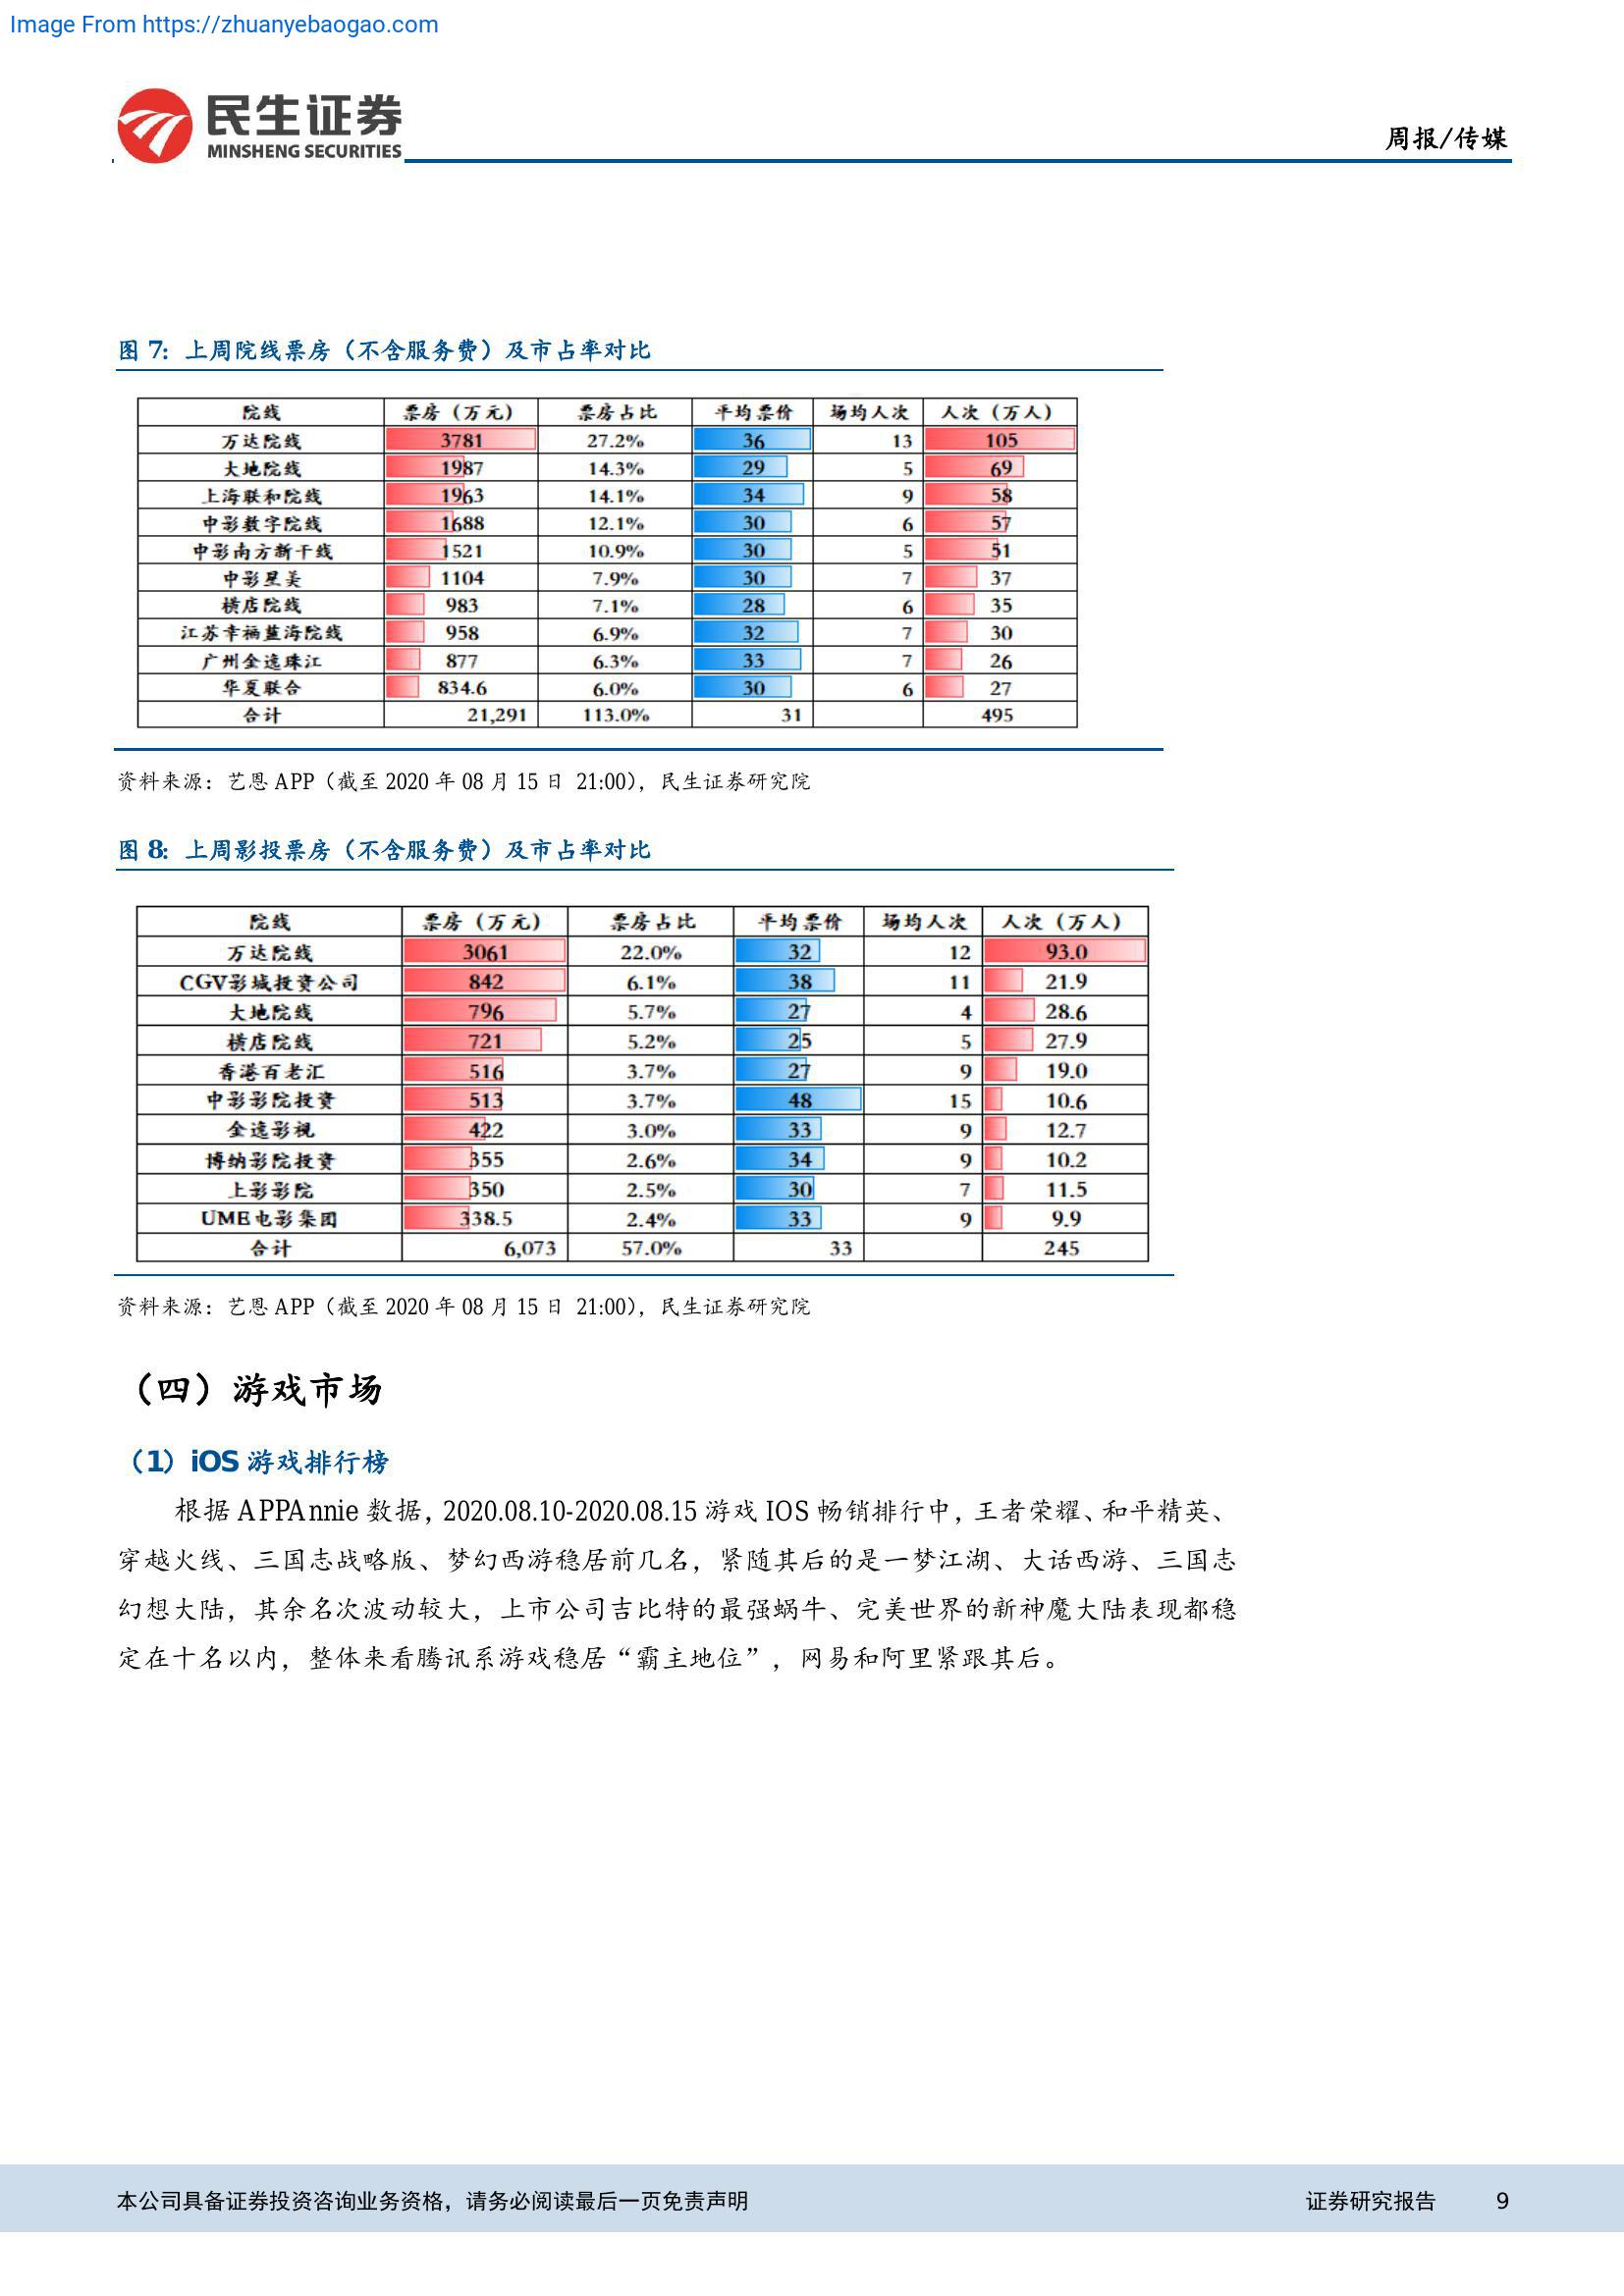 Image From https://zhuanyebaogao.com
民生证券
MINSHENG SECURITIES
周报/传媒
图 7: 上周院线票房（不含服务费）及市占率对比
院线 票房（万元） 票房占比 平均票价 场均人次 人次（万人）
万达院线 3781 27.2% 36 13 105
大地院线 1987 14.3% 29 5 69
上海联和院线 1963 14.1% 34 9 58
中影数字院线 1688 12.1% 30 6 57
中影南方新干线 1521 10.9% 30 5 51
中影星美 1104 7.9% 30 7 37
横店院线 983 7.1% 28 6 35
江苏幸福蓝海院线 958 6.9% 32 7 30
广州金逸珠江 877 6.3% 33 7 26
华夏联合 834.6 6.0% 30 6 27
合计 21,291 113.0% 31 495
资料来源：艺恩 APP（截至 2020 年 08 月 15 日 21:00），民生证券研究院
图 8: 上周影投票房（不含服务费）及市占率对比
院线 票房（万元） 票房占比 平均票价 场均人次 人次（万人）
万达院线 3061 22.0% 32 12 93.0
CGV影城投资公司 842 6.1% 38 11 21.9
大地院线 796 5.7% 27 4 28.6
横店院线 721 5.2% 25 5 27.9
香港百老汇 516 3.7% 27 9 19.0
中影影院投资 513 3.7% 48 15 10.6
金逸影视 422 3.0% 33 9 12.7
博纳影院投资 355 2.6% 34 9 10.2
上影影院 350 2.5% 30 7 11.5
UME电影集团 338.5 2.4% 33 9 9.9
合计 6,073 57.0% 33 245
资料来源：艺恩 APP（截至 2020 年 08 月 15 日 21:00），民生证券研究院
（四）游戏市场
（1）iOS 游戏排行榜
根据 APPAnnie 数据，2020.08.10-2020.08.15 游戏 IOS 畅销排行中，王者荣耀、和平精英、
穿越火线、三国志战略版、梦幻西游稳居前几名，紧随其后的是一梦江湖、大话西游、三国志
幻想大陆，其余名次波动较大，上市公司吉比特的最强蜗牛、完美世界的新神魔大陆表现都稳
定在十名以内，整体来看腾讯系游戏稳居“霸主地位”，网易和阿里紧跟其后。
本公司具备证券投资咨询业务资格，请务必阅读最后一页免责声明
证券研究报告 9